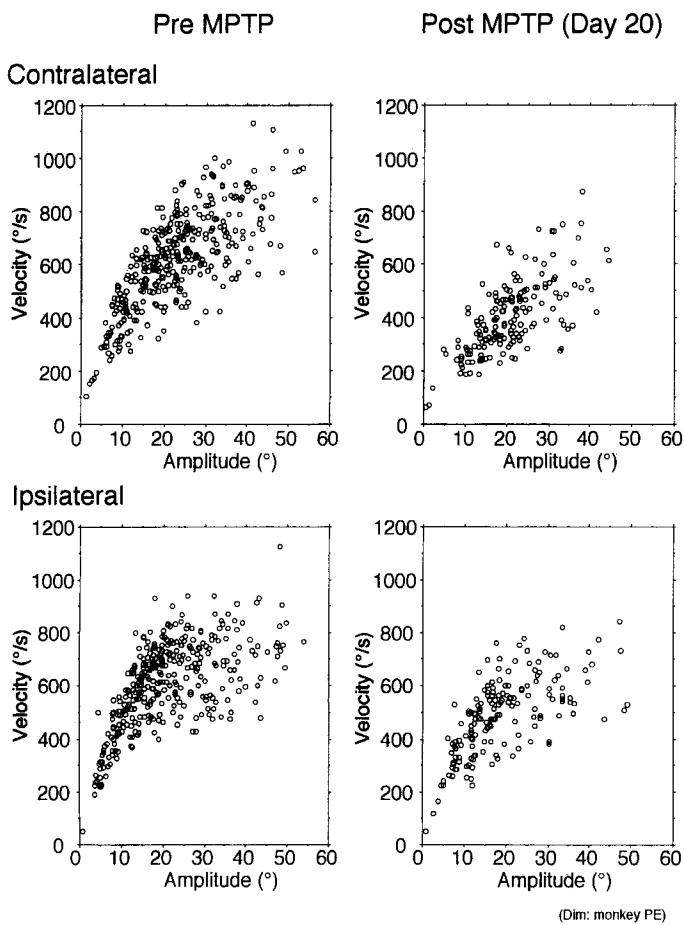 Pre MPTP
Post MPTP (Day 20)
Contralateral
1200
1000
800
600
400
200
0
Velocity (°/s)
0 10 20 30 40 50 60
Amplitude (°)
1200
1000
800
600
400
200
0
Velocity (°/s)
0 10 20 30 40 50 60
Amplitude (°)
Ipsilateral
1200
1000
800
600
400
200
0
Velocity (°/s)
0 10 20 30 40 50 60
Amplitude (°)
1200
1000
800
600
400
200
0
Velocity (°/s)
0 10 20 30 40 50 60
Amplitude (°)
(Dim: monkey PE)